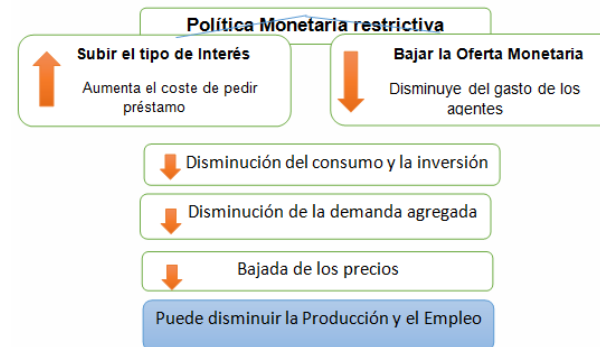 Política Monetaria restrictiva
Subir el tipo de Interés
Aumenta el coste de pedir
préstamo
Bajar la Oferta Monetaria
Disminuye del gasto de los
agentes
Disminución del consumo y la inversión
Disminución de la demanda agregada
Bajada de los precios
Puede disminuir la Producción y el Empleo